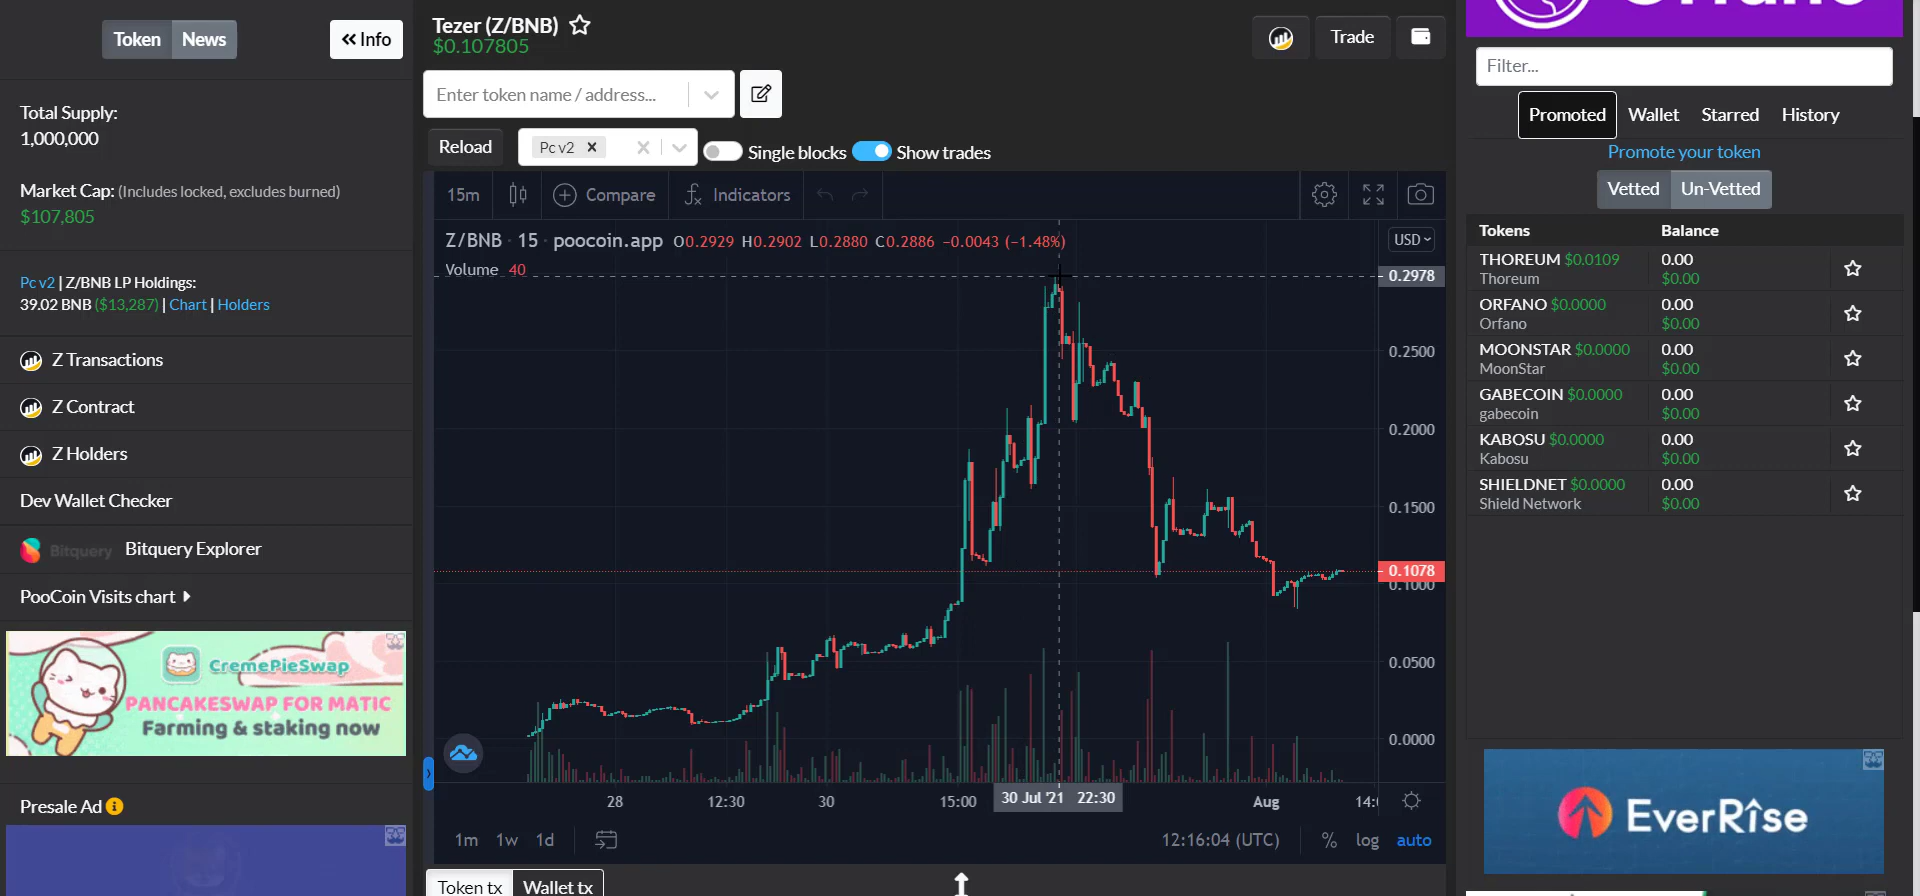 Token News
Info
Total Supply:
1,000,000
Market Cap: (Includes locked, excludes burned)
$107,805
Pc v2 | Z/BNB LP Holdings:
39.02 BNB ($13,287) | Chart | Holders
Z Transactions
Z Contract
Z Holders
Dev Wallet Checker
Bitquery Bitquery Explorer
PooCoin Visits chart
CremePieSwap
PANCAKESWAP FOR MATIC
Farming & staking now
Presale Ad
Tezer (Z/BNB)
$0.107805
Trade
Enter token name / address...
Reload Pc v2 Single blocks Show trades
15m Compare Indicators
Z/BNB · 15 · poocoin.app O0.2929 H0.2902 L0.2880 C0.2886 −0.0043 (−1.48%)
USD
Volume 40
0.2978
0.2500
0.2000
0.1500
0.1078
0.1000
0.0500
0.0000
28 12:30 30 15:00 30 Jul '21 22:30 Aug 14:
1m 1w 1d 12:16:04 (UTC) % log auto
Token tx Wallet tx
Filter...
Promoted Wallet Starred History
Promote your token
Vetted Un-Vetted
Tokens Balance
THOREUM $0.0109 0.00
Thoreum $0.00
ORFANO $0.0000 0.00
Orfano $0.00
MOONSTAR $0.0000 0.00
MoonStar $0.00
GABECOIN $0.0000 0.00
gabecoin $0.00
KABOSU $0.0000 0.00
Kabosu $0.00
SHIELDNET $0.0000 0.00
Shield Network $0.00
EverRîse